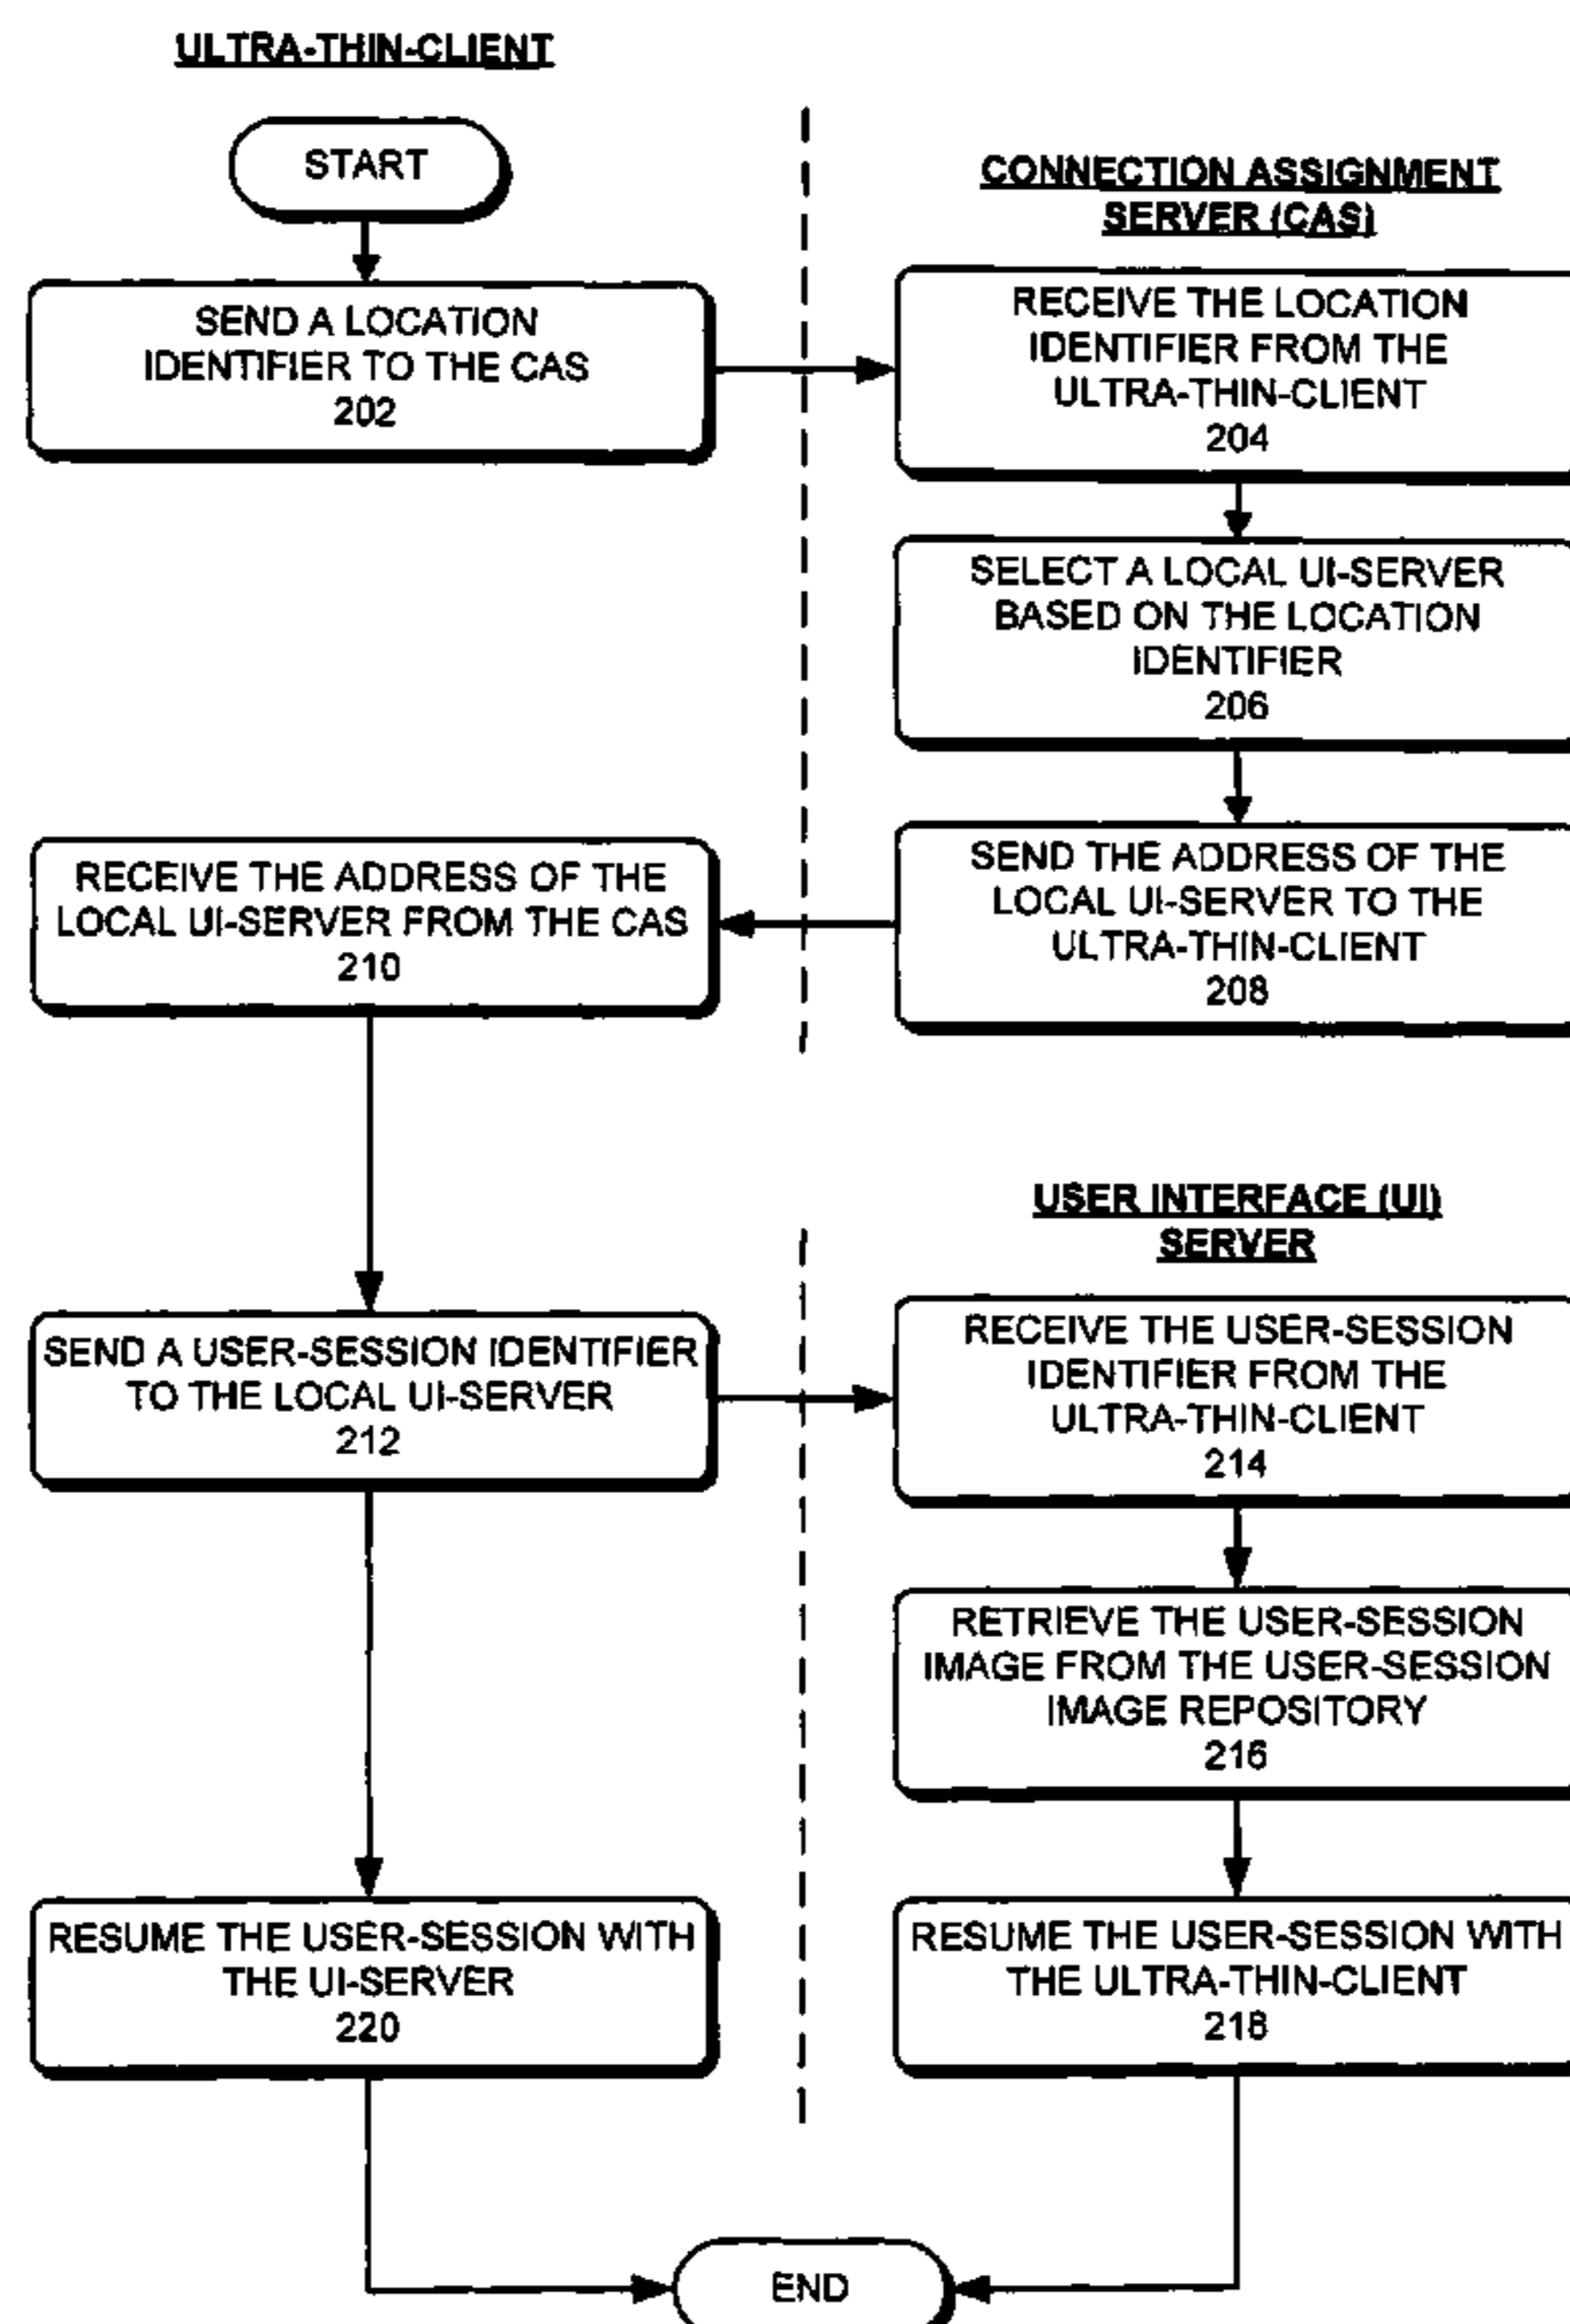 ULTRA-THIN-CLIENT
START
CONNECTION ASSIGNMENT
SERVER (CAS)
SEND A LOCATION
IDENTIFIER TO THE CAS
202
RECEIVE THE LOCATION
IDENTIFIER FROM THE
ULTRA-THIN-CLIENT
204
SELECT A LOCAL UI-SERVER
BASED ON THE LOCATION
IDENTIFIER
206
SEND THE ADDRESS OF THE
LOCAL UI-SERVER TO THE
ULTRA-THIN-CLIENT
208
RECEIVE THE ADDRESS OF THE
LOCAL UI-SERVER FROM THE CAS
210
USER INTERFACE (UI)
SERVER
SEND A USER-SESSION IDENTIFIER
TO THE LOCAL UI-SERVER
212
RECEIVE THE USER-SESSION
IDENTIFIER FROM THE
ULTRA-THIN-CLIENT
214
RETRIEVE THE USER-SESSION
IMAGE FROM THE USER-SESSION
IMAGE REPOSITORY
216
RESUME THE USER-SESSION WITH
THE ULTRA-THIN-CLIENT
218
RESUME THE USER-SESSION WITH
THE UI-SERVER
220
END